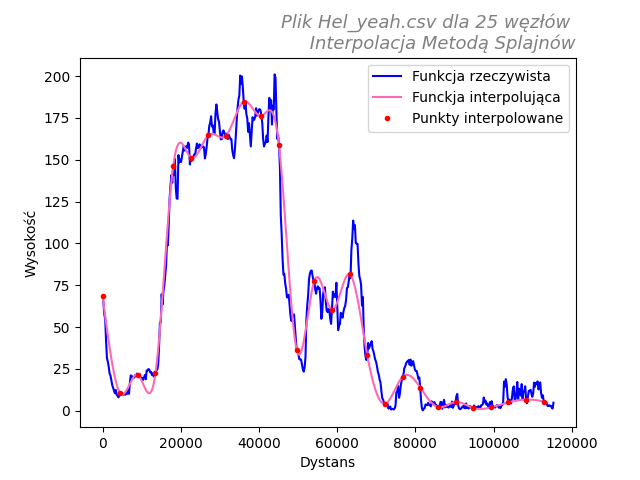 Plik Hel_yeah.csv dla 25 węzłów
Interpolacja Metodą Splajnów
Funkcja rzeczywista
Funckja interpolująca
Punkty interpolowane
Wysokość
200
175
150
125
100
75
50
25
0
0 20000 40000 60000 80000 100000 120000
Dystans